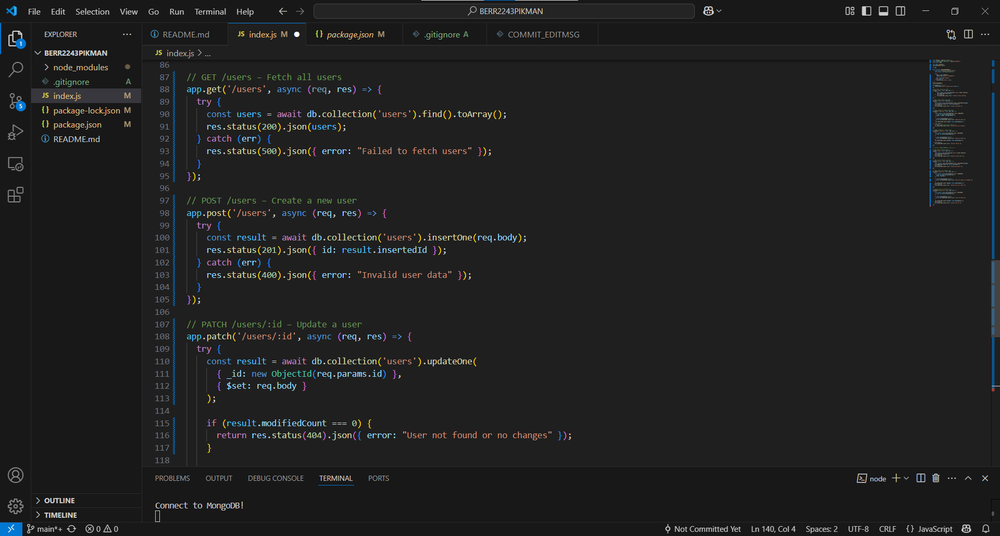 File Edit Selection View Go Run Terminal Help
BERR2243PIKMAN
EXPLORER
BERR2243PIKMAN
node_modules
.gitignore A
JS index.js M
{} package-lock.json M
{} package.json M
README.md
OUTLINE
TIMELINE
README.md
JS index.js M
{} package.json M
.gitignore A
COMMIT_EDITMSG
JS index.js > ...
86
87 // GET /users – Fetch all users
88 app.get('/users', async (req, res) => {
89 try {
90 const users = await db.collection('users').find().toArray();
91 res.status(200).json(users);
92 } catch (err) {
93 res.status(500).json({ error: "Failed to fetch users" });
94 }
95 });
96
97 // POST /users – Create a new user
98 app.post('/users', async (req, res) => {
99 try {
100 const result = await db.collection('users').insertOne(req.body);
101 res.status(201).json({ id: result.insertedId });
102 } catch (err) {
103 res.status(400).json({ error: "Invalid user data" });
104 }
105 });
106
107 // PATCH /users/:id – Update a user
108 app.patch('/users/:id', async (req, res) => {
109 try {
110 const result = await db.collection('users').updateOne(
111 { _id: new ObjectId(req.params.id) },
112 { $set: req.body }
113 );
114
115 if (result.modifiedCount === 0) {
116 return res.status(404).json({ error: "User not found or no changes" });
117 }
118
PROBLEMS OUTPUT DEBUG CONSOLE TERMINAL PORTS
node
Connect to MongoDB!
1
5
main*+ 0 0
Not Committed Yet Ln 140, Col 4 Spaces: 2 UTF-8 CRLF {} JavaScript